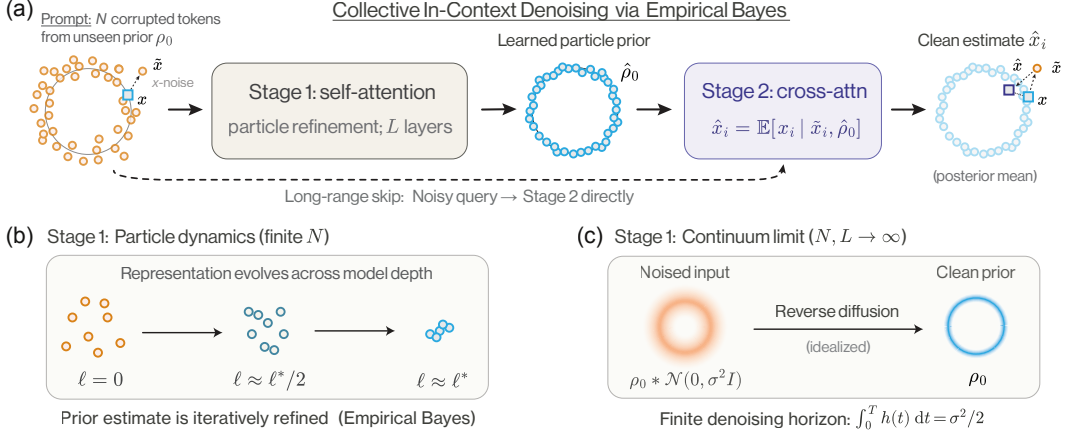 (a)
Collective In-Context Denoising via Empirical Bayes
Prompt: N corrupted tokens
from unseen prior ρ₀
x̃
x-noise
x
Stage 1: self-attention
particle refinement; L layers
Learned particle prior
ρ̂₀
Stage 2: cross-attn
x̂ᵢ = 𝔼[xᵢ | x̃ᵢ, ρ̂₀]
Clean estimate x̂ᵢ
x̂
x̃
x
(posterior mean)
Long-range skip: Noisy query → Stage 2 directly
(b) Stage 1: Particle dynamics (finite N)
Representation evolves across model depth
ℓ = 0
ℓ ≈ ℓ*/2
ℓ ≈ ℓ*
Prior estimate is iteratively refined (Empirical Bayes)
(c) Stage 1: Continuum limit (N, L → ∞)
Noised input
Clean prior
Reverse diffusion
(idealized)
ρ₀ * 𝒩(0, σ²I)
ρ₀
Finite denoising horizon: ∫₀ᵀ h(t) dt = σ²/2